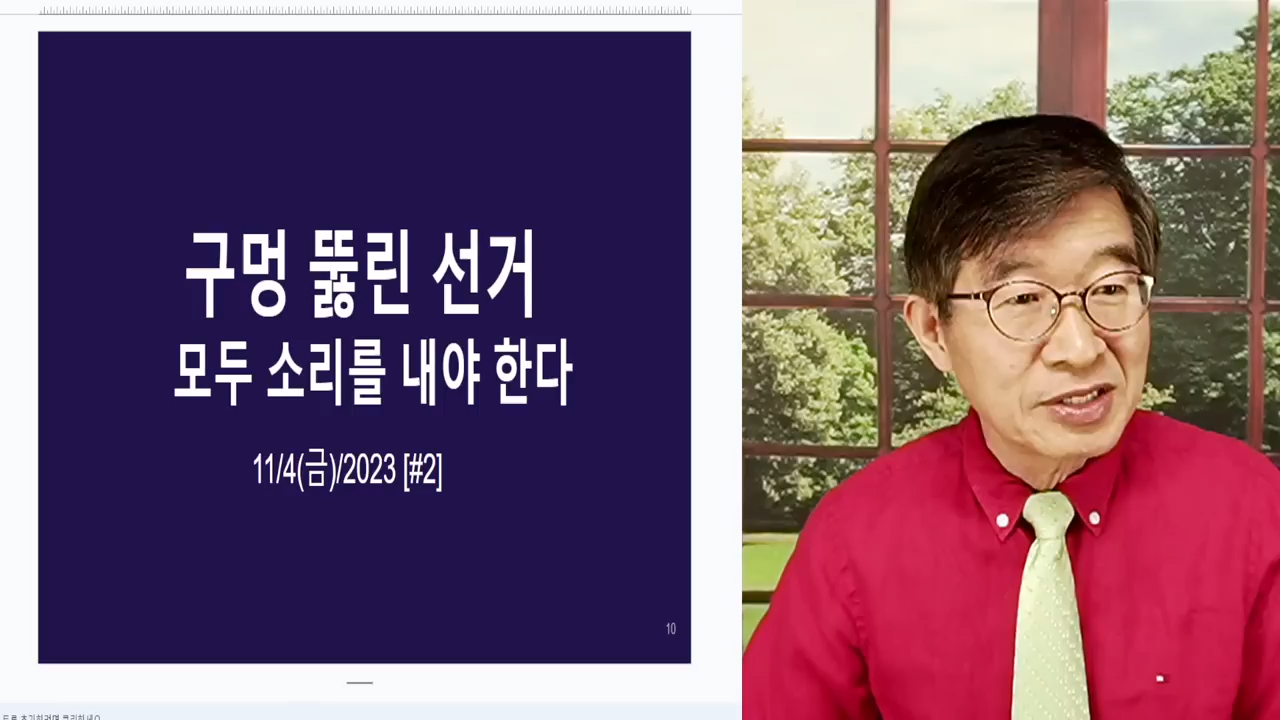 구멍 뚫린 선거
모두 소리를 내야 한다
11/4(금)/2023 [#2]
10